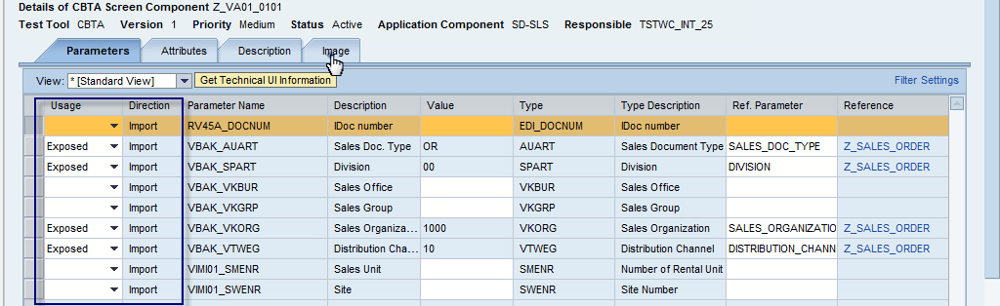 Details of CBTA Screen Component Z_VA01_0101
Test Tool CBTA Version 1 Priority Medium Status Active Application Component SD-SLS Responsible TSTWC_INT_25
Parameters Attributes Description Image
View: * [Standard View] Get Technical UI Information Filter Settings
Usage Direction Parameter Name Description Value Type Type Description Ref. Parameter Reference
Import RV45A_DOCNUM IDoc number EDI_DOCNUM IDoc number
Exposed Import VBAK_AUART Sales Doc. Type OR AUART Sales Document Type SALES_DOC_TYPE Z_SALES_ORDER
Exposed Import VBAK_SPART Division 00 SPART Division DIVISION Z_SALES_ORDER
Import VBAK_VKBUR Sales Office VKBUR Sales Office
Import VBAK_VKGRP Sales Group VKGRP Sales Group
Exposed Import VBAK_VKORG Sales Organiza... 1000 VKORG Sales Organization SALES_ORGANIZATIO Z_SALES_ORDER
Exposed Import VBAK_VTWEG Distribution Cha... 10 VTWEG Distribution Channel DISTRIBUTION_CHANN Z_SALES_ORDER
Import VIMI01_SMENR Sales Unit SMENR Number of Rental Unit
Import VIMI01_SWENR Site SWENR Site Number